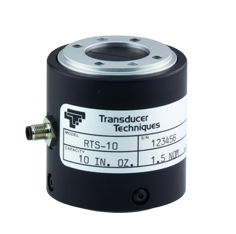 Transducer
Techniques
MODEL
RTS-10
S/N
123456
CAPACITY
10 IN. OZ.
1.5 NOM